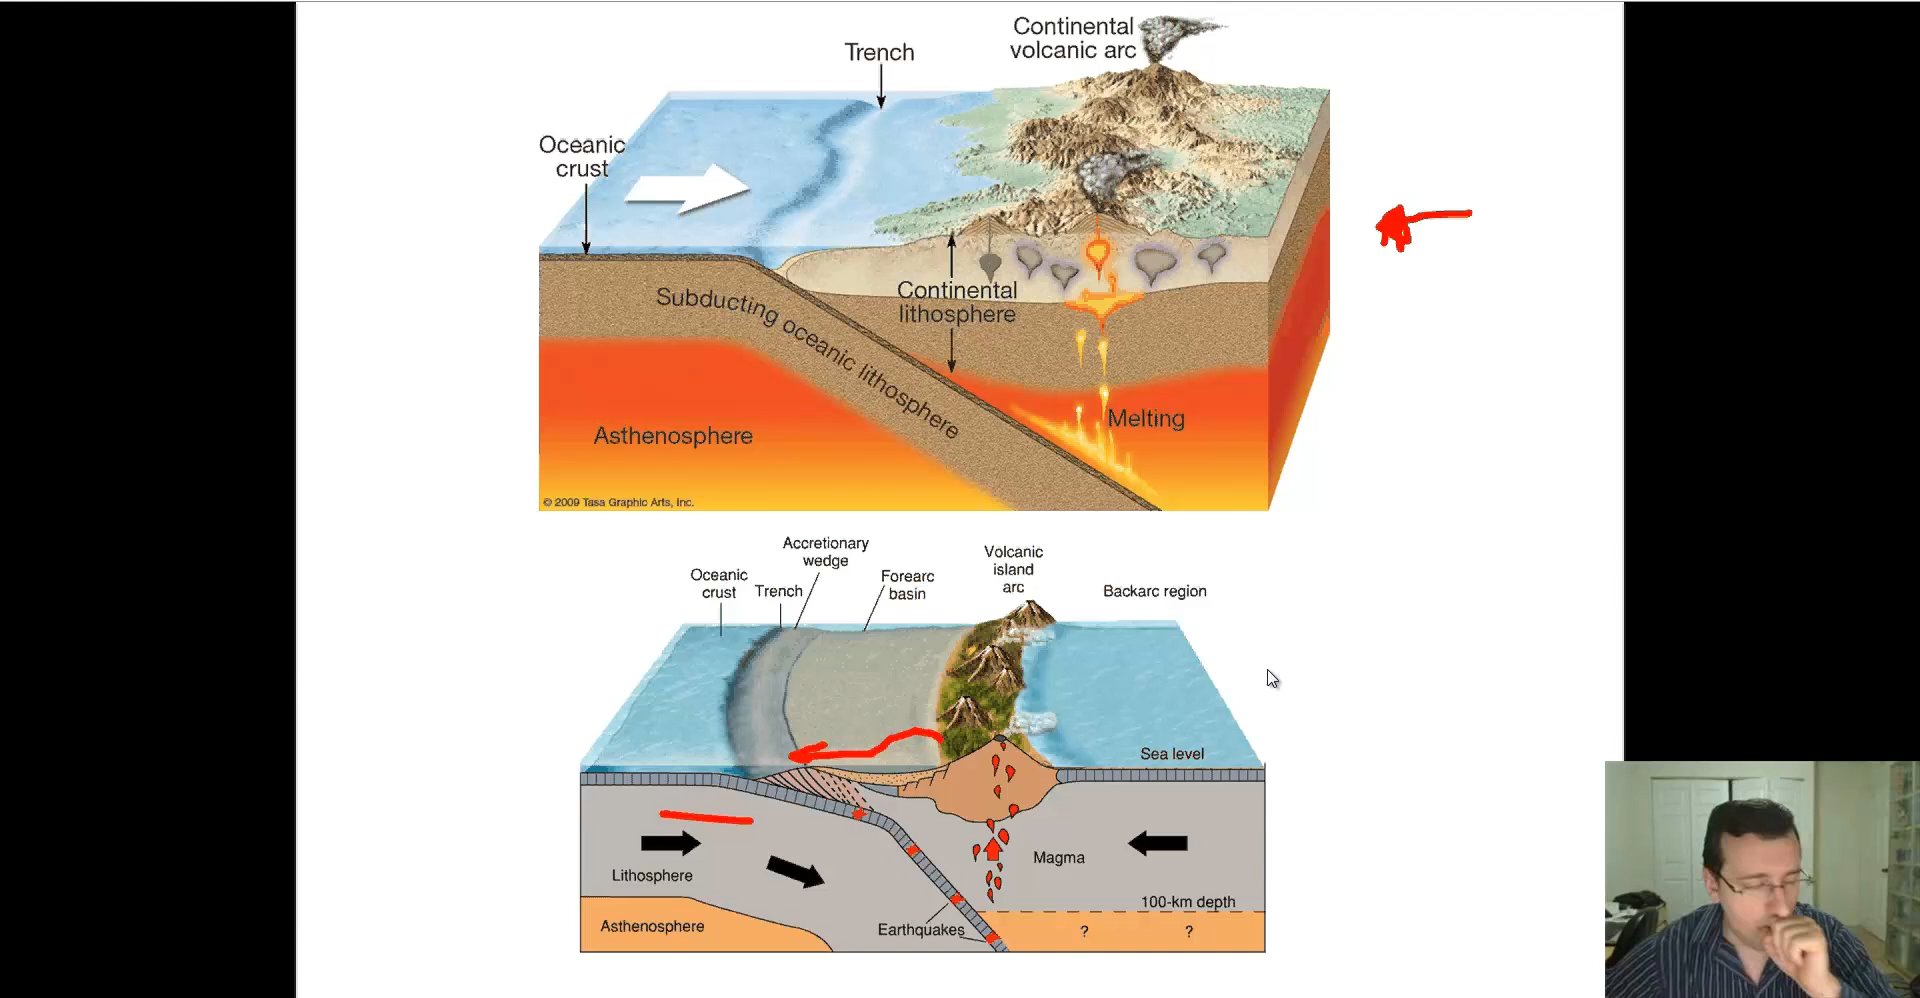 Continental
volcanic arc
Trench
Oceanic
crust
Subducting oceanic lithosphere
Continental
lithosphere
Melting
Asthenosphere
© 2009 Tasa Graphic Arts, Inc.
Accretionary
wedge
Volcanic
island
arc
Oceanic
crust
Trench
Forearc
basin
Backarc region
Sea level
Magma
Lithosphere
100-km depth
Asthenosphere
Earthquakes
?
?